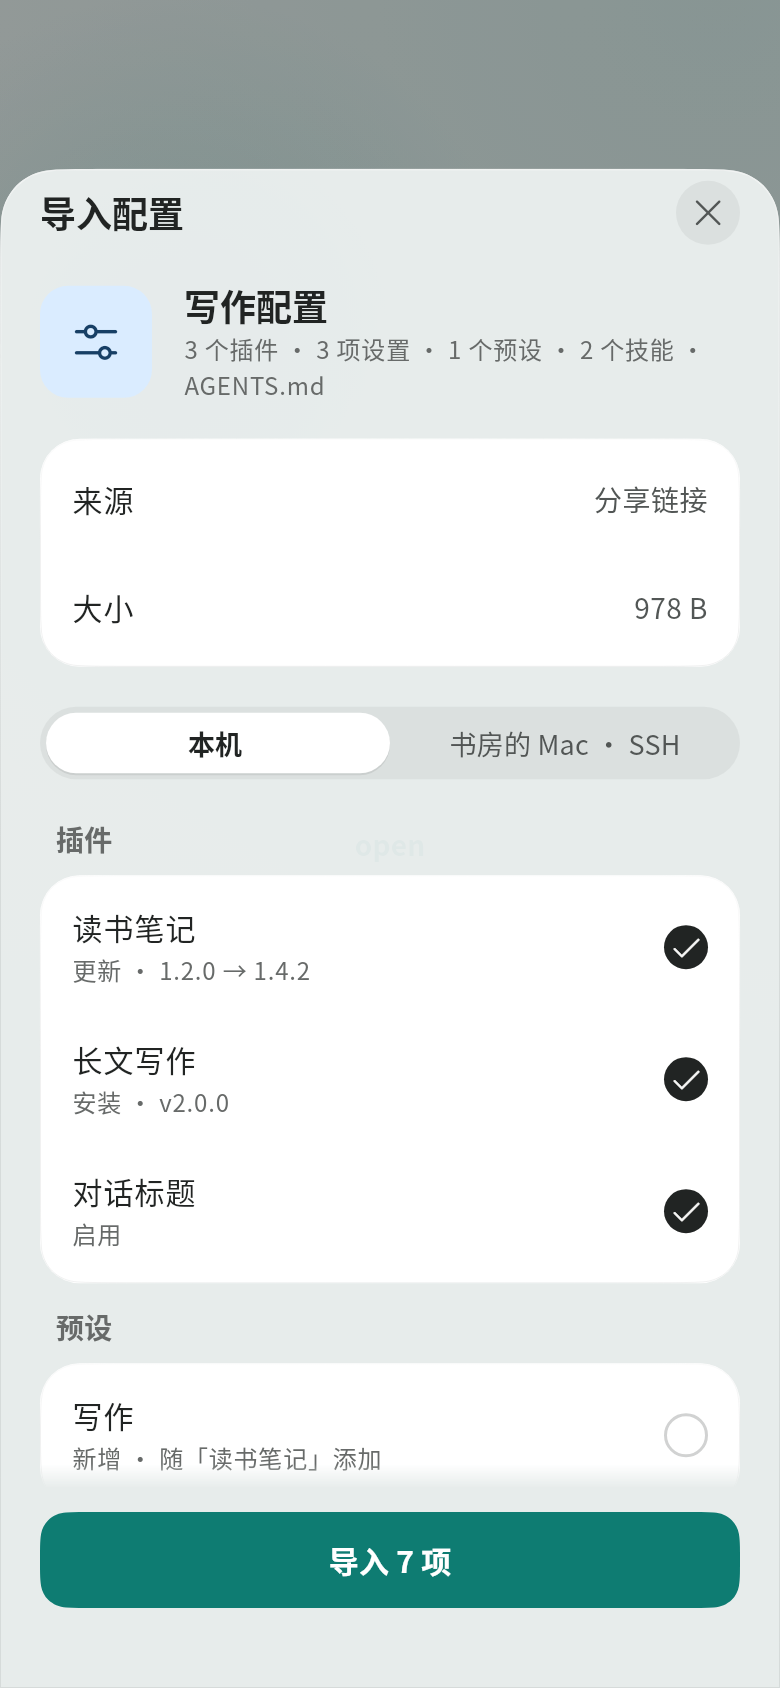 导入配置
写作配置
3 个插件 · 3 项设置 · 1 个预设 · 2 个技能 ·
AGENTS.md
来源 分享链接
大小 978 B
本机 书房的 Mac · SSH
插件
open
读书笔记
更新 · 1.2.0 → 1.4.2
长文写作
安装 · v2.0.0
对话标题
启用
预设
写作
新增 · 随「读书笔记」添加
导入 7 项